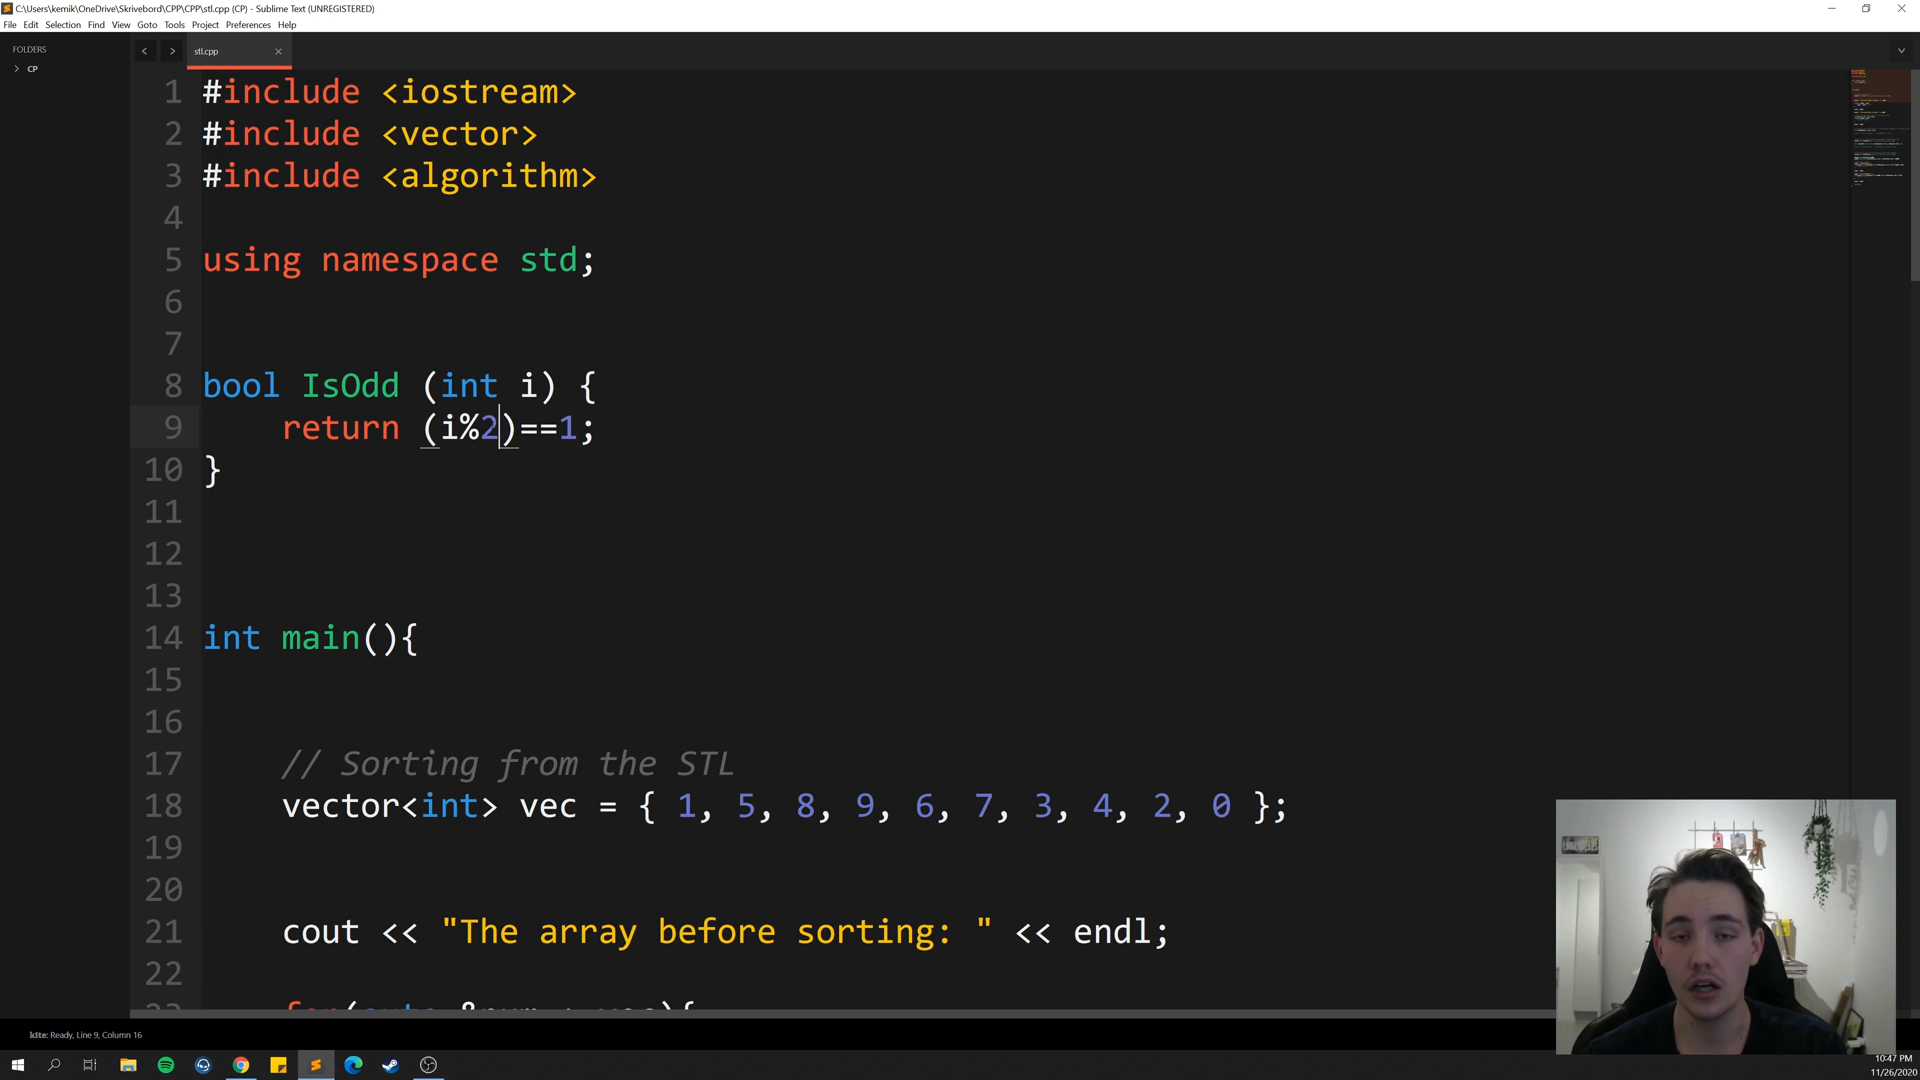 C:\Users\kemik\OneDrive\Skrivebord\CPP\CPP\stl.cpp (CP) - Sublime Text (UNREGISTERED)
File Edit Selection Find View Goto Tools Project Preferences Help
FOLDERS
CP
stl.cpp
1 #include <iostream>
2 #include <vector>
3 #include <algorithm>
4
5 using namespace std;
6
7
8 bool IsOdd (int i) {
9 return (i%2)==1;
10 }
11
12
13
14 int main(){
15
16
17 // Sorting from the STL
18 vector<int> vec = { 1, 5, 8, 9, 6, 7, 3, 4, 2, 0 };
19
20
21 cout << "The array before sorting: " << endl;
22
Ready, Line 9, Column 16
10:47 PM
11/26/2020